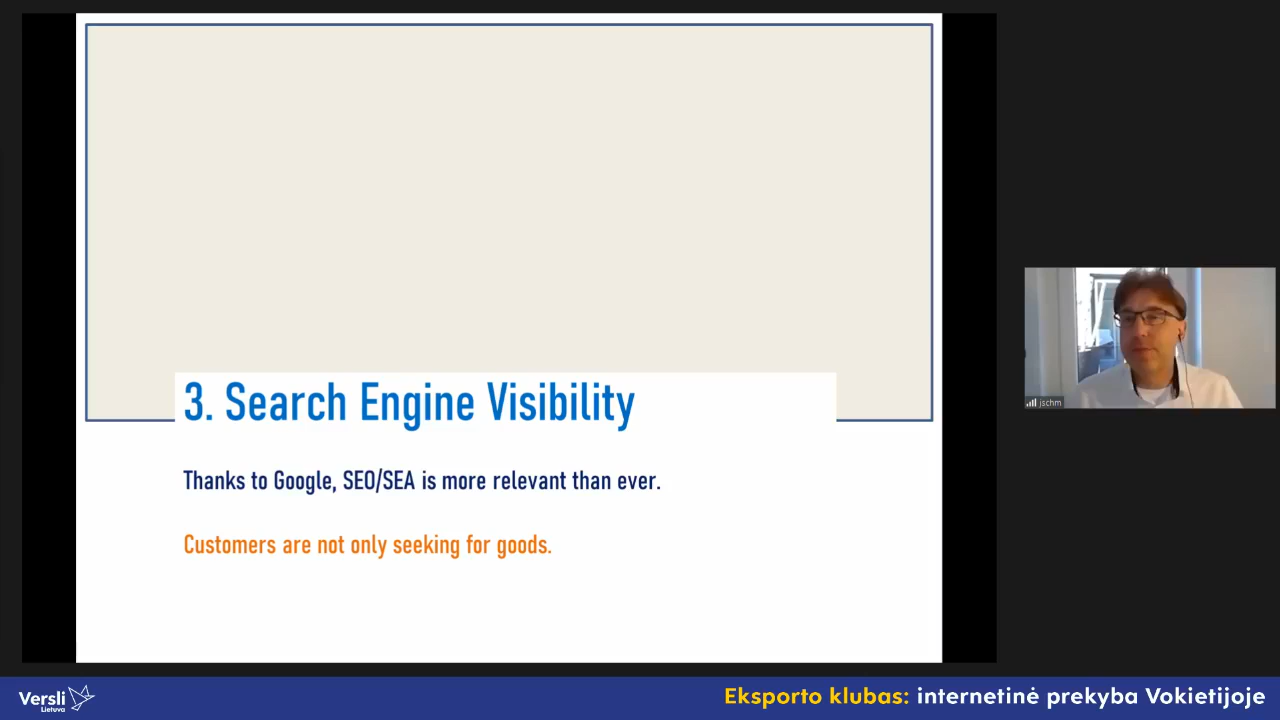 3. Search Engine Visibility
Thanks to Google, SEO/SEA is more relevant than ever.
Customers are not only seeking for goods.
jschm
Versli
Lietuva
Eksporto klubas: internetinė prekyba Vokietijoje